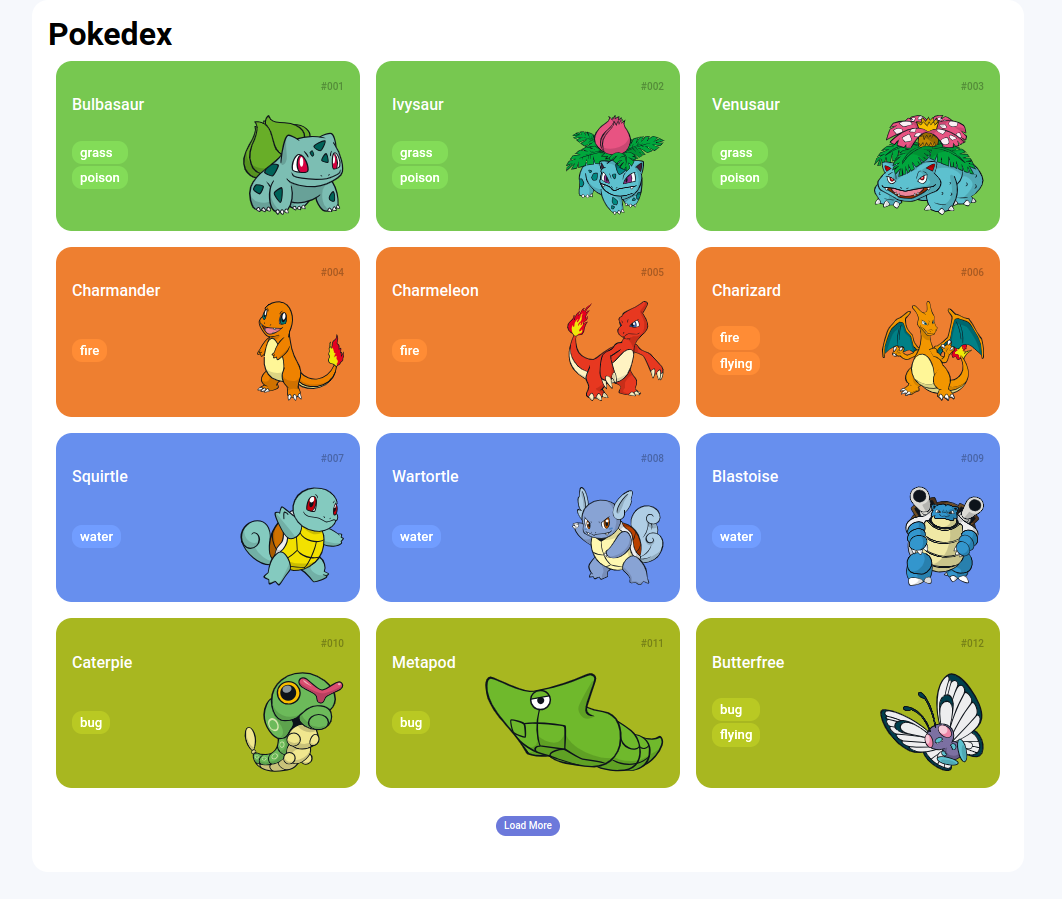 Pokedex
#001
Bulbasaur
grass
poison
#002
Ivysaur
grass
poison
#003
Venusaur
grass
poison
#004
Charmander
fire
#005
Charmeleon
fire
#006
Charizard
fire
flying
#007
Squirtle
water
#008
Wartortle
water
#009
Blastoise
water
#010
Caterpie
bug
#011
Metapod
bug
#012
Butterfree
bug
flying
Load More